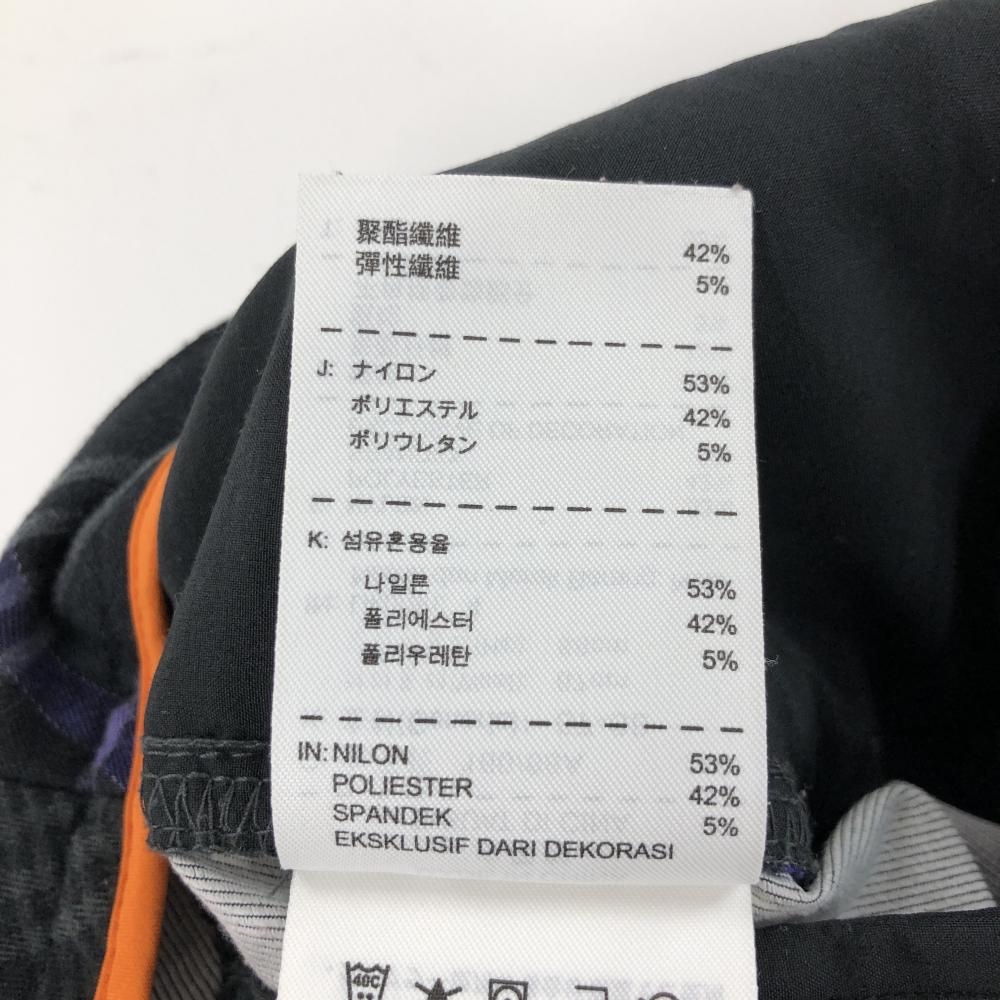 聚酯纖維 42%
彈性纖維 5%
J: ナイロン 53%
ポリエステル 42%
ポリウレタン 5%
K: 섬유혼용율
나일론 53%
폴리에스터 42%
폴리우레탄 5%
IN: NILON 53%
POLIESTER 42%
SPANDEK 5%
EKSKLUSIF DARI DEKORASI
40C